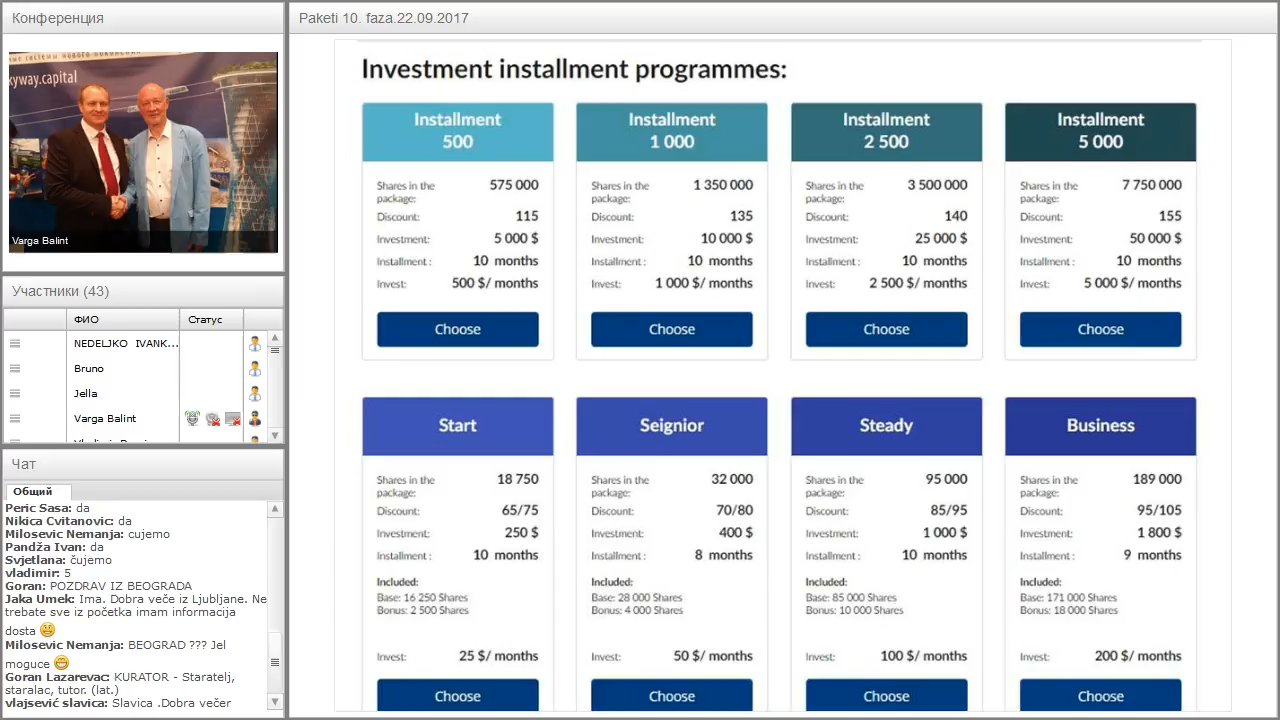 Конференция
kyway.capital
Varga Balint
Участники (43)
ФИО
Статус
NEDELJKO IVANK...
Bruno
Jella
Varga Balint
Чат
Общий
Peric Sasa: da
Nikica Cvitanovic: da
Milosevic Nemanja: cujemo
Pandža Ivan: da
Svjetlana: čujemo
vladimir: 5
Goran: POZDRAV IZ BEOGRADA
Jaka Umek: Ima. Dobra veče iz Ljubljane. Ne
trebate sve iz početka imam informacija
dosta
Milosevic Nemanja: BEOGRAD ??? Jel
moguce
Goran Lazarevac: KURATOR - Staratelj,
staralac, tutor. (lat.)
vlajsević slavica: Slavica .Dobra večer
Paketi 10. faza.22.09.2017
Investment installment programmes:
Installment
500
Shares in the
package:
575 000
Discount: 115
Investment: 5 000 $
Installment : 10 months
Invest: 500 $/ months
Choose
Installment
1 000
Shares in the
package:
1 350 000
Discount: 135
Investment: 10 000 $
Installment : 10 months
Invest: 1 000 $/ months
Choose
Installment
2 500
Shares in the
package:
3 500 000
Discount: 140
Investment: 25 000 $
Installment : 10 months
Invest: 2 500 $/ months
Choose
Installment
5 000
Shares in the
package:
7 750 000
Discount: 155
Investment: 50 000 $
Installment : 10 months
Invest: 5 000 $/ months
Choose
Start
Shares in the
package:
18 750
Discount: 65/75
Investment: 250 $
Installment : 10 months
Included:
Base: 16 250 Shares
Bonus: 2 500 Shares
Invest: 25 $/ months
Choose
Seignior
Shares in the
package:
32 000
Discount: 70/80
Investment: 400 $
Installment : 8 months
Included:
Base: 28 000 Shares
Bonus: 4 000 Shares
Invest: 50 $/ months
Choose
Steady
Shares in the
package:
95 000
Discount: 85/95
Investment: 1 000 $
Installment : 10 months
Included:
Base: 85 000 Shares
Bonus: 10 000 Shares
Invest: 100 $/ months
Choose
Business
Shares in the
package:
189 000
Discount: 95/105
Investment: 1 800 $
Installment : 9 months
Included:
Base: 171 000 Shares
Bonus: 18 000 Shares
Invest: 200 $/ months
Choose